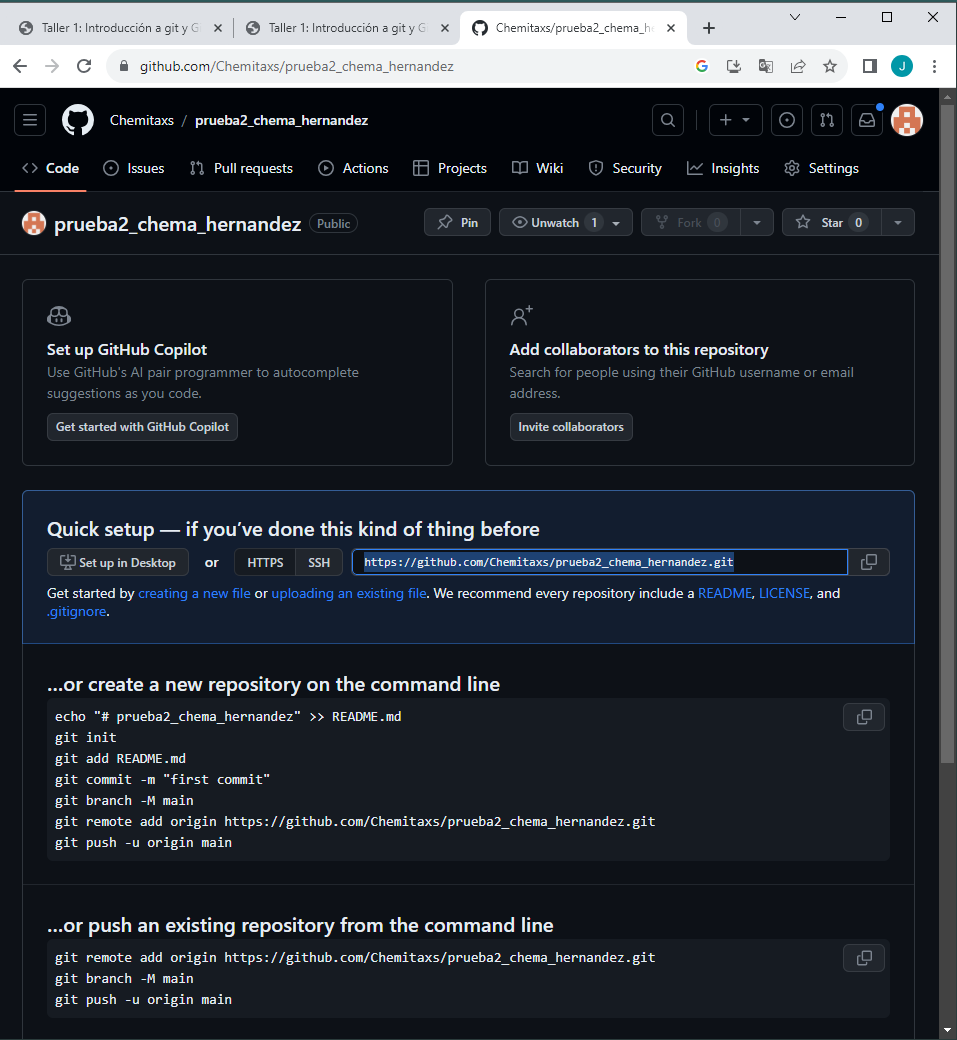 Taller 1: Introducción a git y G
Taller 1: Introducción a git y Gi
Chemitaxs/prueba2_chema_he
github.com/Chemitaxs/prueba2_chema_hernandez
J
Chemitaxs / prueba2_chema_hernandez
Code Issues Pull requests Actions Projects Wiki Security Insights Settings
prueba2_chema_hernandez Public Pin Unwatch 1 Fork 0 Star 0
Set up GitHub Copilot
Use GitHub's AI pair programmer to autocomplete
suggestions as you code.
Get started with GitHub Copilot
Add collaborators to this repository
Search for people using their GitHub username or email
address.
Invite collaborators
Quick setup — if you've done this kind of thing before
Set up in Desktop or HTTPS SSH https://github.com/Chemitaxs/prueba2_chema_hernandez.git
Get started by creating a new file or uploading an existing file. We recommend every repository include a README, LICENSE, and
.gitignore.
…or create a new repository on the command line
echo "# prueba2_chema_hernandez" >> README.md
git init
git add README.md
git commit -m "first commit"
git branch -M main
git remote add origin https://github.com/Chemitaxs/prueba2_chema_hernandez.git
git push -u origin main
…or push an existing repository from the command line
git remote add origin https://github.com/Chemitaxs/prueba2_chema_hernandez.git
git branch -M main
git push -u origin main